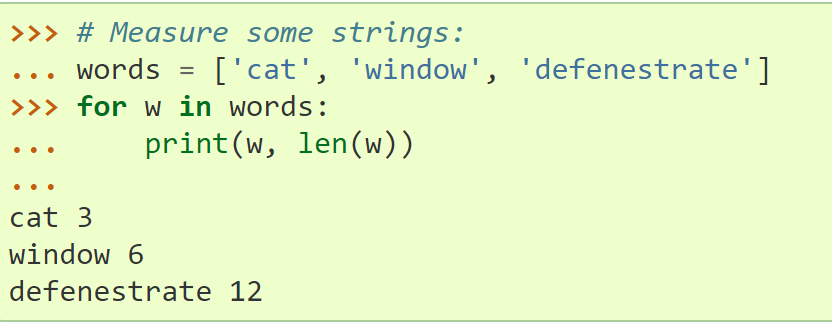 >>> # Measure some strings:
... words = ['cat', 'window', 'defenestrate']
>>> for w in words:
...     print(w, len(w))
...
cat 3
window 6
defenestrate 12